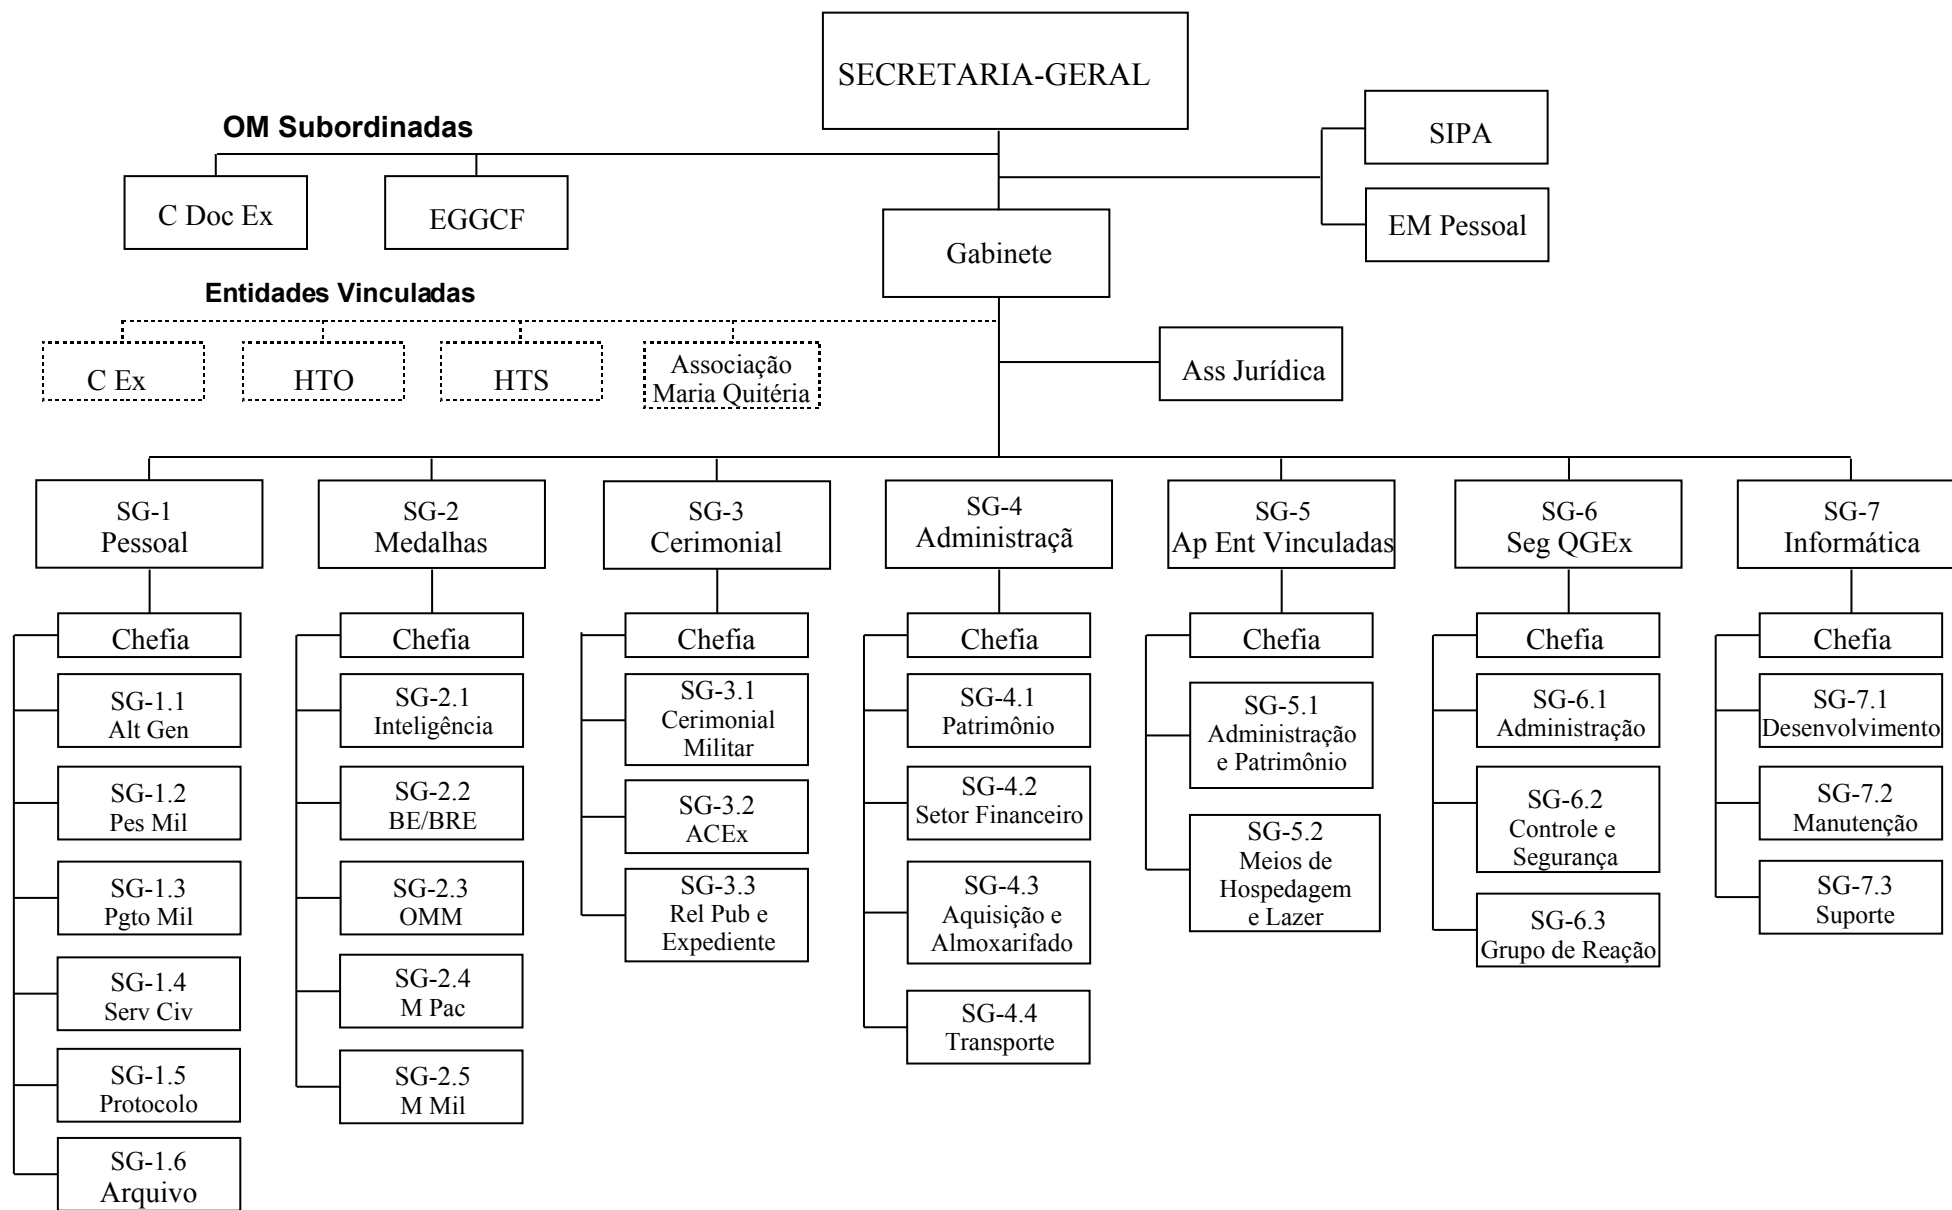 SECRETARIA-GERAL
OM Subordinadas
SIPA
C Doc Ex
EGGCF
EM Pessoal
Gabinete
Entidades Vinculadas
C Ex
HTO
HTS
Associação
Maria Quitéria
Ass Jurídica
SG-1
Pessoal
SG-2
Medalhas
SG-3
Cerimonial
SG-4
Administraçã
SG-5
Ap Ent Vinculadas
SG-6
Seg QGEx
SG-7
Informática
Chefia
SG-1.1
Alt Gen
SG-1.2
Pes Mil
SG-1.3
Pgto Mil
SG-1.4
Serv Civ
SG-1.5
Protocolo
SG-1.6
Arquivo
Chefia
SG-2.1
Inteligência
SG-2.2
BE/BRE
SG-2.3
OMM
SG-2.4
M Pac
SG-2.5
M Mil
Chefia
SG-3.1
Cerimonial
Militar
SG-3.2
ACEx
SG-3.3
Rel Pub e
Expediente
Chefia
SG-4.1
Patrimônio
SG-4.2
Setor Financeiro
SG-4.3
Aquisição e
Almoxarifado
SG-4.4
Transporte
Chefia
SG-5.1
Administração
e Patrimônio
SG-5.2
Meios de
Hospedagem
e Lazer
Chefia
SG-6.1
Administração
SG-6.2
Controle e
Segurança
SG-6.3
Grupo de Reação
Chefia
SG-7.1
Desenvolvimento
SG-7.2
Manutenção
SG-7.3
Suporte